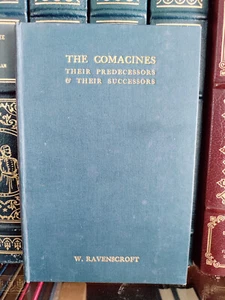 THE COMACINES
THEIR PREDECESSORS
& THEIR SUCCESSORS
W. RAVENSCROFT